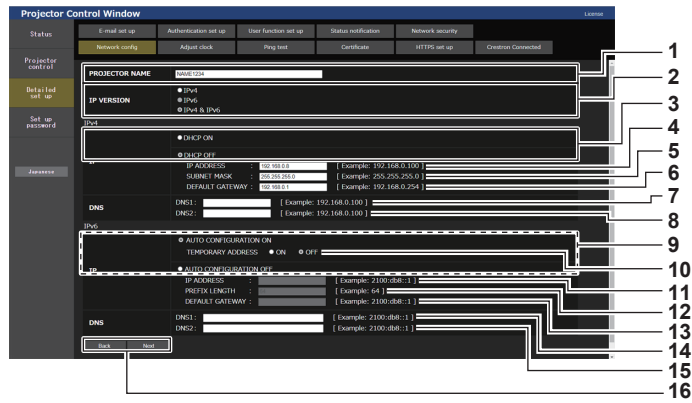 Projector Control Window
License
Status
Projector
control
Detailed
set up
Set up
password
Japanese
E-mail set up
Authentication set up
User function set up
Status notification
Network security
Network config
Adjust clock
Ping test
Certificate
HTTPS set up
Crestron Connected
PROJECTOR NAME
NAME1234
IP VERSION
IPv4
IPv6
IPv4 & IPv6
IPv4
IP
DHCP ON
DHCP OFF
IP ADDRESS : 192.168.0.8 [ Example: 192.168.0.100 ]
SUBNET MASK : 255.255.255.0 [ Example: 255.255.255.0 ]
DEFAULT GATEWAY : 192.168.0.1 [ Example: 192.168.0.254 ]
DNS
DNS1: [ Example: 192.168.0.100 ]
DNS2: [ Example: 192.168.0.100 ]
IPv6
IP
AUTO CONFIGURATION ON
TEMPORARY ADDRESS ON OFF
AUTO CONFIGURATION OFF
IP ADDRESS : [ Example: 2100:db8::1 ]
PREFIX LENGTH : [ Example: 64 ]
DEFAULT GATEWAY : [ Example: 2100:db8::1 ]
DNS
DNS1: [ Example: 2100:db8::1 ]
DNS2: [ Example: 2100:db8::1 ]
Back Next
1
2
3
4
5
6
7
8
9
10
11
12
13
14
15
16